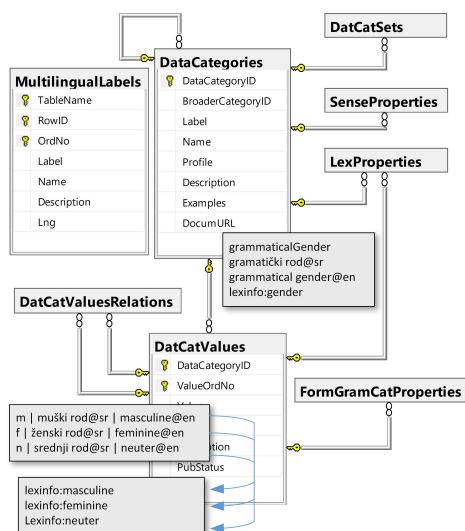 DatCatSets
DataCategories
DataCategoryID
BroaderCategoryID
Label
Name
Profile
Description
Examples
DocumURL
MultilingualLabels
TableName
RowID
OrdNo
Label
Name
Description
Lng
SenseProperties
LexProperties
grammaticalGender
gramatički rod@sr
grammatical gender@en
lexinfo:gender
DatCatValuesRelations
DatCatValues
DataCategoryID
ValueOrdNo
FormGramCatProperties
m | muški rod@sr | masculine@en
f | ženski rod@sr | feminine@en
n | srednji rod@sr | neuter@en
PubStatus
lexinfo:masculine
lexinfo:feminine
Lexinfo:neuter